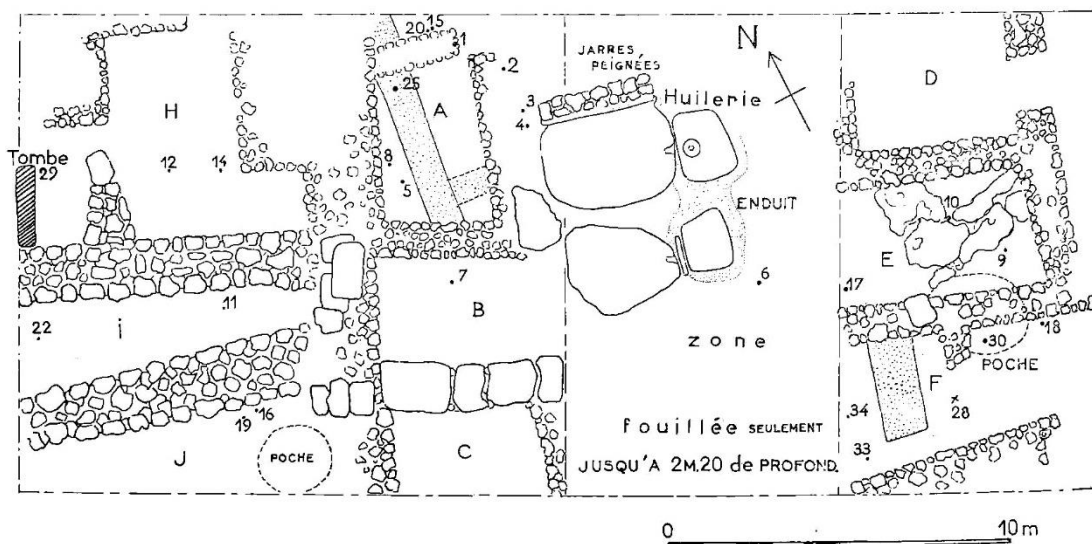 15
20
1
N
JARRES
PEIGNÉES
D
2
25
H
A
3
Huilerie
4
Tombe
29
12
14
8
5
10
ENDUIT
E
9
7
6
17
11
22
i
B
zone
18
30
POCHE
F
28
34
16
19
fouillée SEULEMENT
33
J
POCHE
C
JUSQU'A 2M.20 de PROFOND.
0
10 m